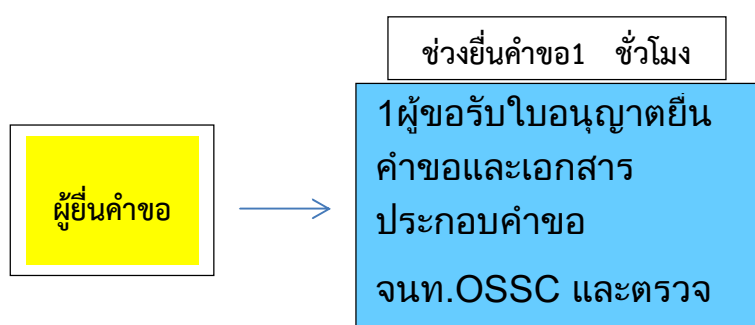 ช่วงยื่นคำขอ1 ชั่วโมง
ผู้ยื่นคำขอ
1ผู้ขอรับใบอนุญาตยื่น
คำขอและเอกสาร
ประกอบคำขอ
จนท.OSSC และตรวจ